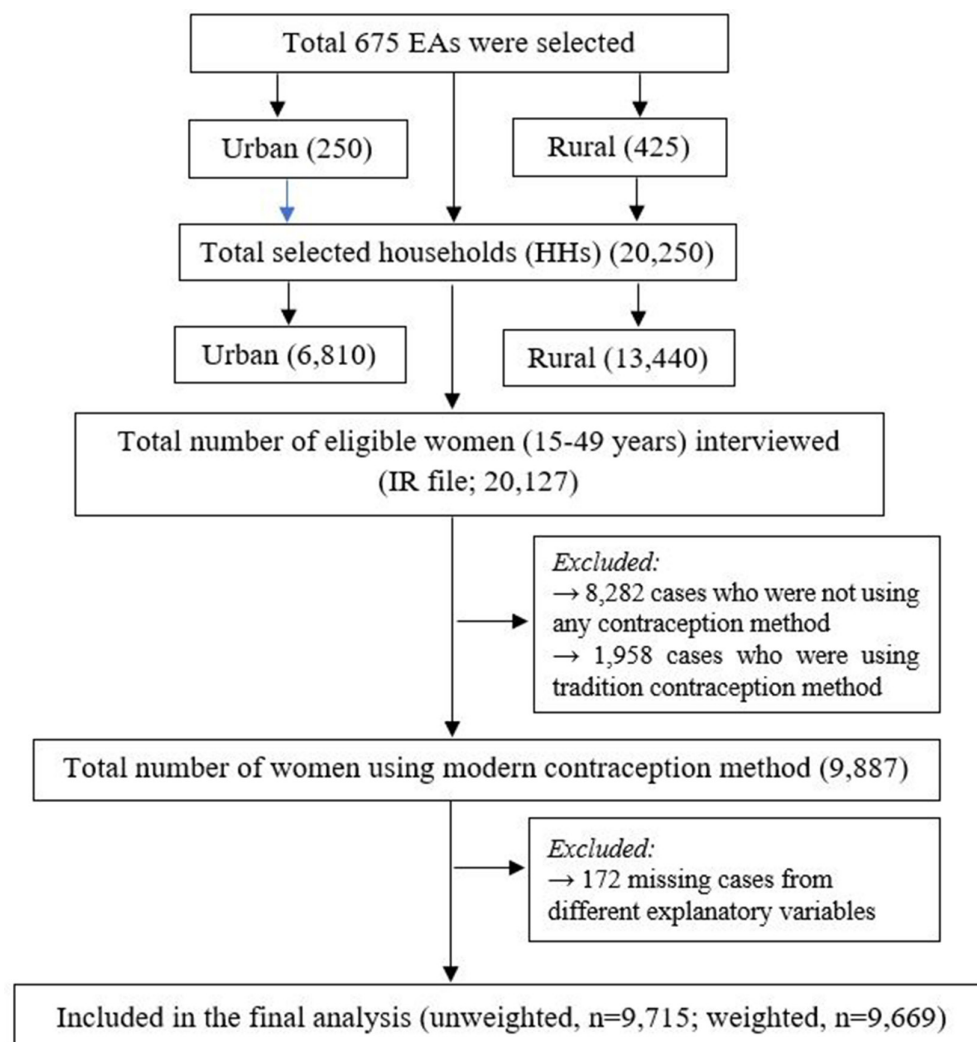 Total 675 EAs were selected
Urban (250)
Rural (425)
Total selected households (HHs) (20,250)
Urban (6,810)
Rural (13,440)
Total number of eligible women (15-49 years) interviewed
(IR file; 20,127)
Excluded:
→ 8,282 cases who were not using
any contraception method
→ 1,958 cases who were using
tradition contraception method
Total number of women using modern contraception method (9,887)
Excluded:
→ 172 missing cases from
different explanatory variables
Included in the final analysis (unweighted, n=9,715; weighted, n=9,669)